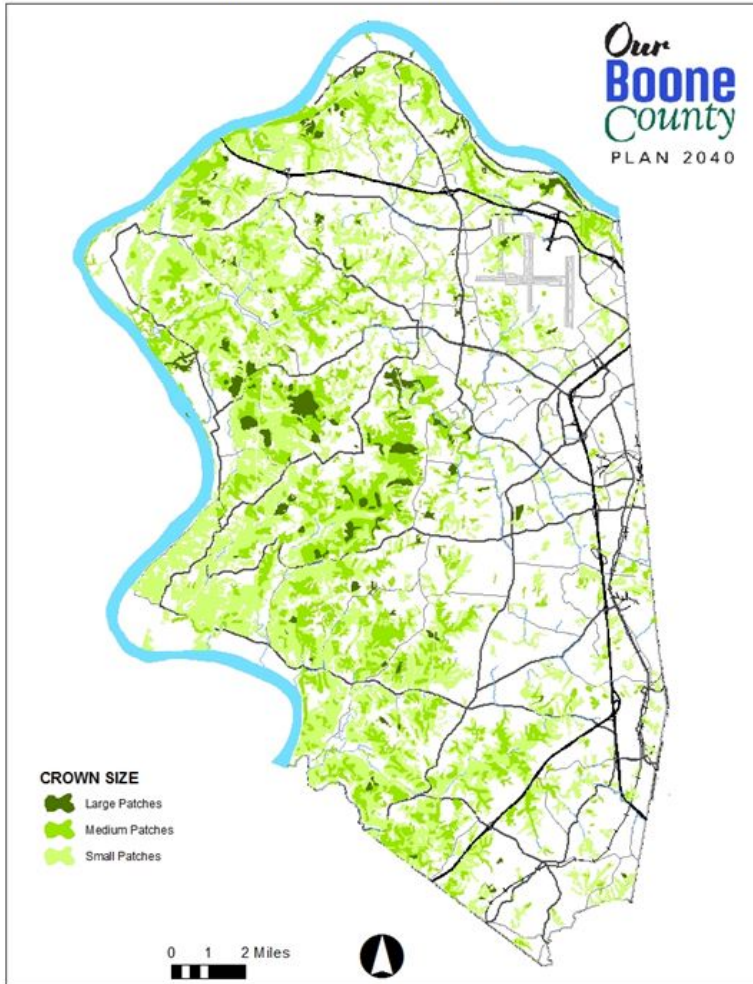 Our
Boone
County
PLAN 2040
CROWN SIZE
Large Patches
Medium Patches
Small Patches
0 1 2 Miles